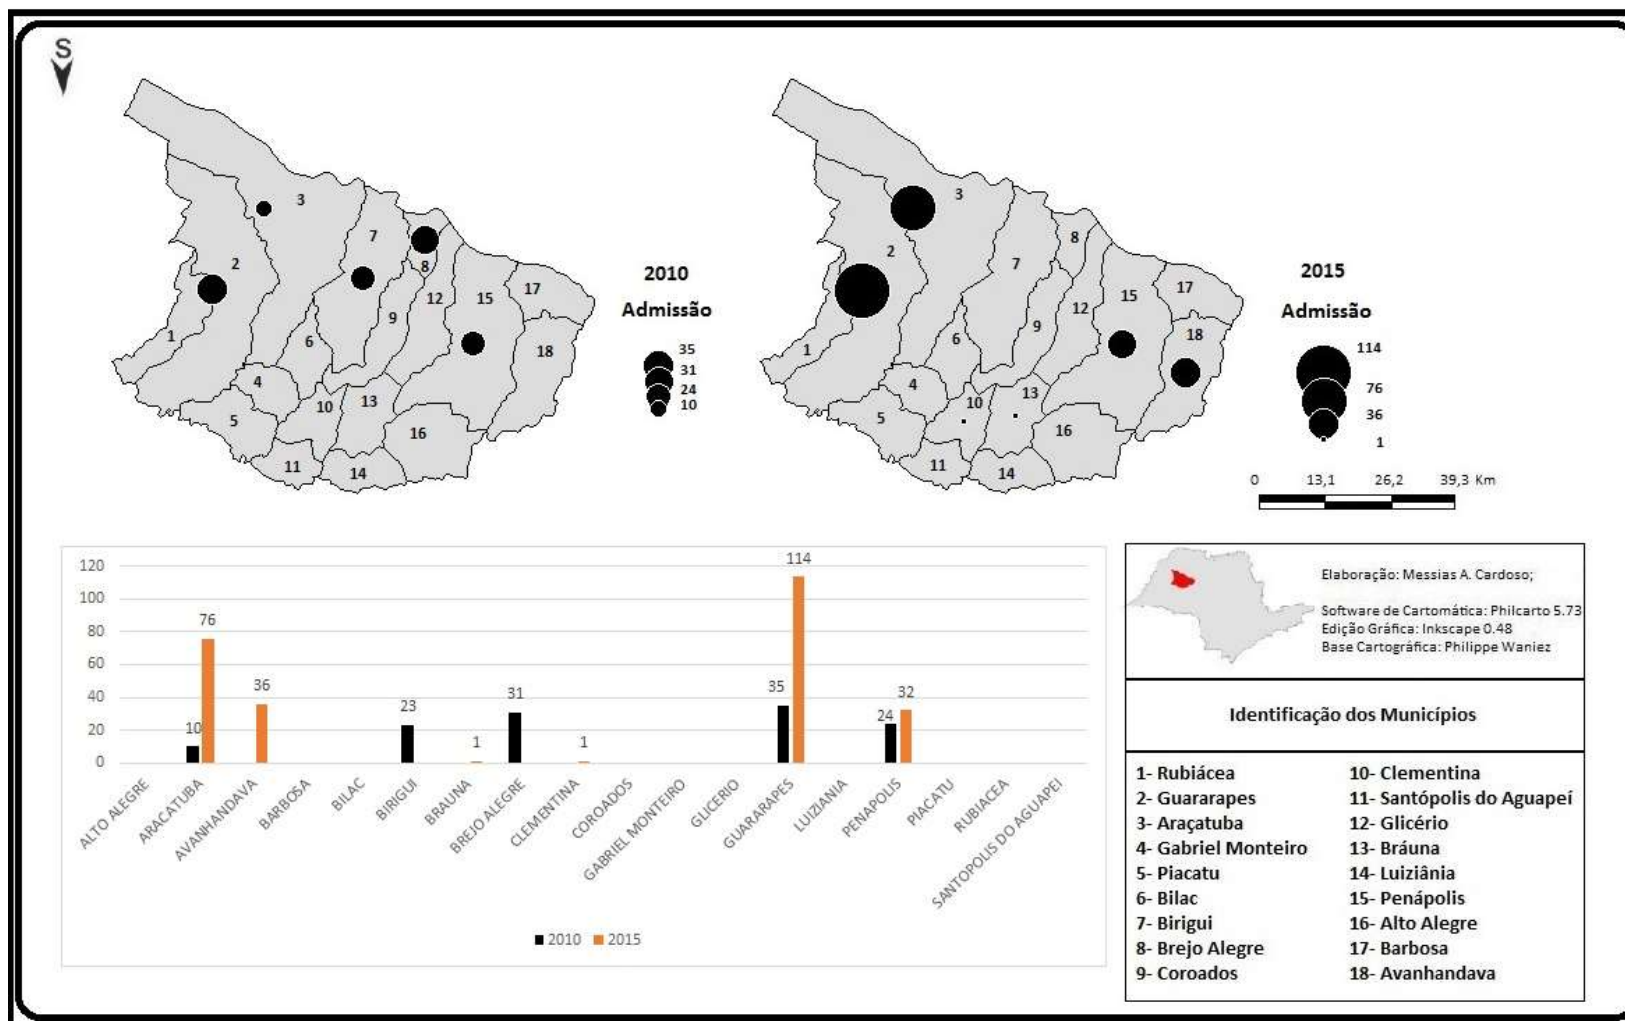 S
3
7
8
2
12
15
17
9
1
6
18
4
10
13
5
16
11
14
2010
Admissão
35
31
24
10
3
8
2
7
17
15
12
18
9
1
6
4
13
10
5
16
11
14
2015
Admissão
114
76
36
1
0 13,1 26,2 39,3 Km
120
100
80
60
40
20
0
10
76
36
23
1
31
1
35
114
24
32
ALTO ALEGRE
ARACATUBA
AVANHANDAVA
BARBOSA
BILAC
BIRIGUI
BRAUNA
BREJO ALEGRE
CLEMENTINA
COROADOS
GABRIEL MONTEIRO
GLICERIO
GUARARAPES
LUIZIANIA
PENAPOLIS
PIACATU
RUBIACEA
SANTOPOLIS DO AGUAPEI
2010 2015
Elaboração: Messias A. Cardoso;
Software de Cartomática: Philcarto 5.73
Edição Gráfica: Inkscape 0.48
Base Cartográfica: Philippe Waniez
Identificação dos Municípios
1- Rubiácea
2- Guararapes
3- Araçatuba
4- Gabriel Monteiro
5- Piacatu
6- Bilac
7- Birigui
8- Brejo Alegre
9- Coroados
10- Clementina
11- Santópolis do Aguapeí
12- Glicério
13- Bráuna
14- Luiziânia
15- Penápolis
16- Alto Alegre
17- Barbosa
18- Avanhandava